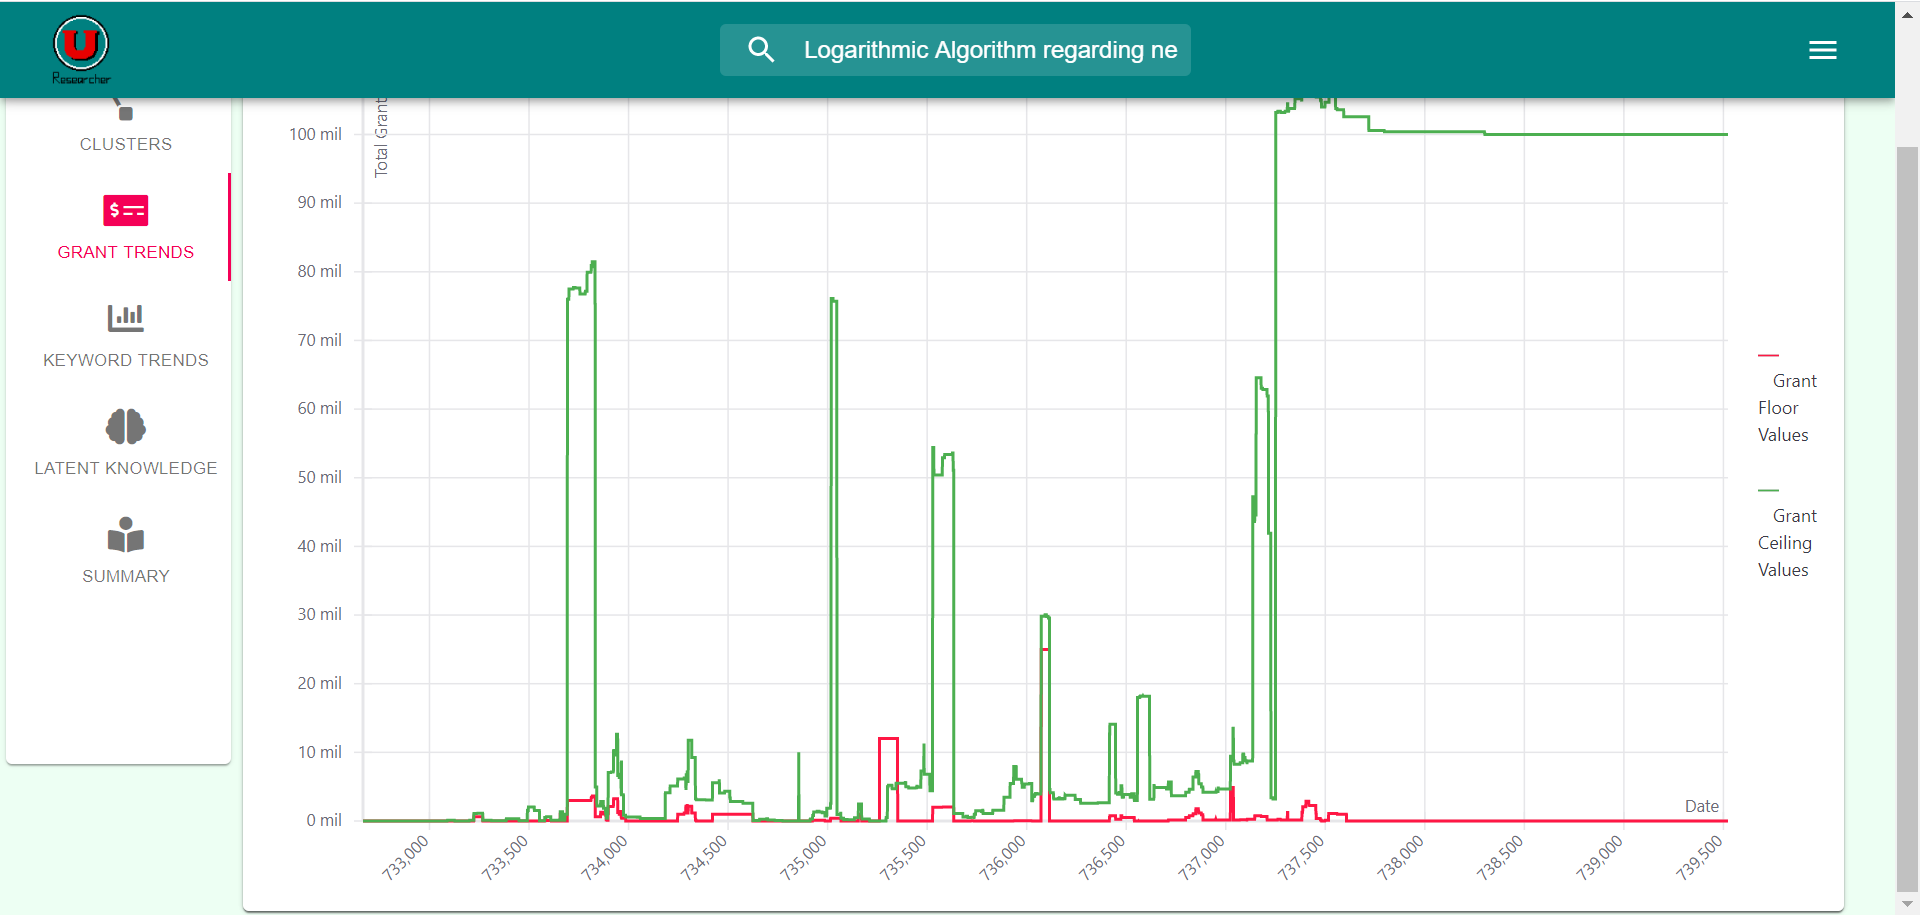 U
Researcher
Logarithmic Algorithm regarding ne
CLUSTERS
GRANT TRENDS
KEYWORD TRENDS
LATENT KNOWLEDGE
SUMMARY
Total Grant
100 mil
90 mil
80 mil
70 mil
60 mil
50 mil
40 mil
30 mil
20 mil
10 mil
0 mil
733,000
733,500
734,000
734,500
735,000
735,500
736,000
736,500
737,000
737,500
738,000
738,500
739,000
739,500
Date
Grant
Floor
Values
Grant
Ceiling
Values